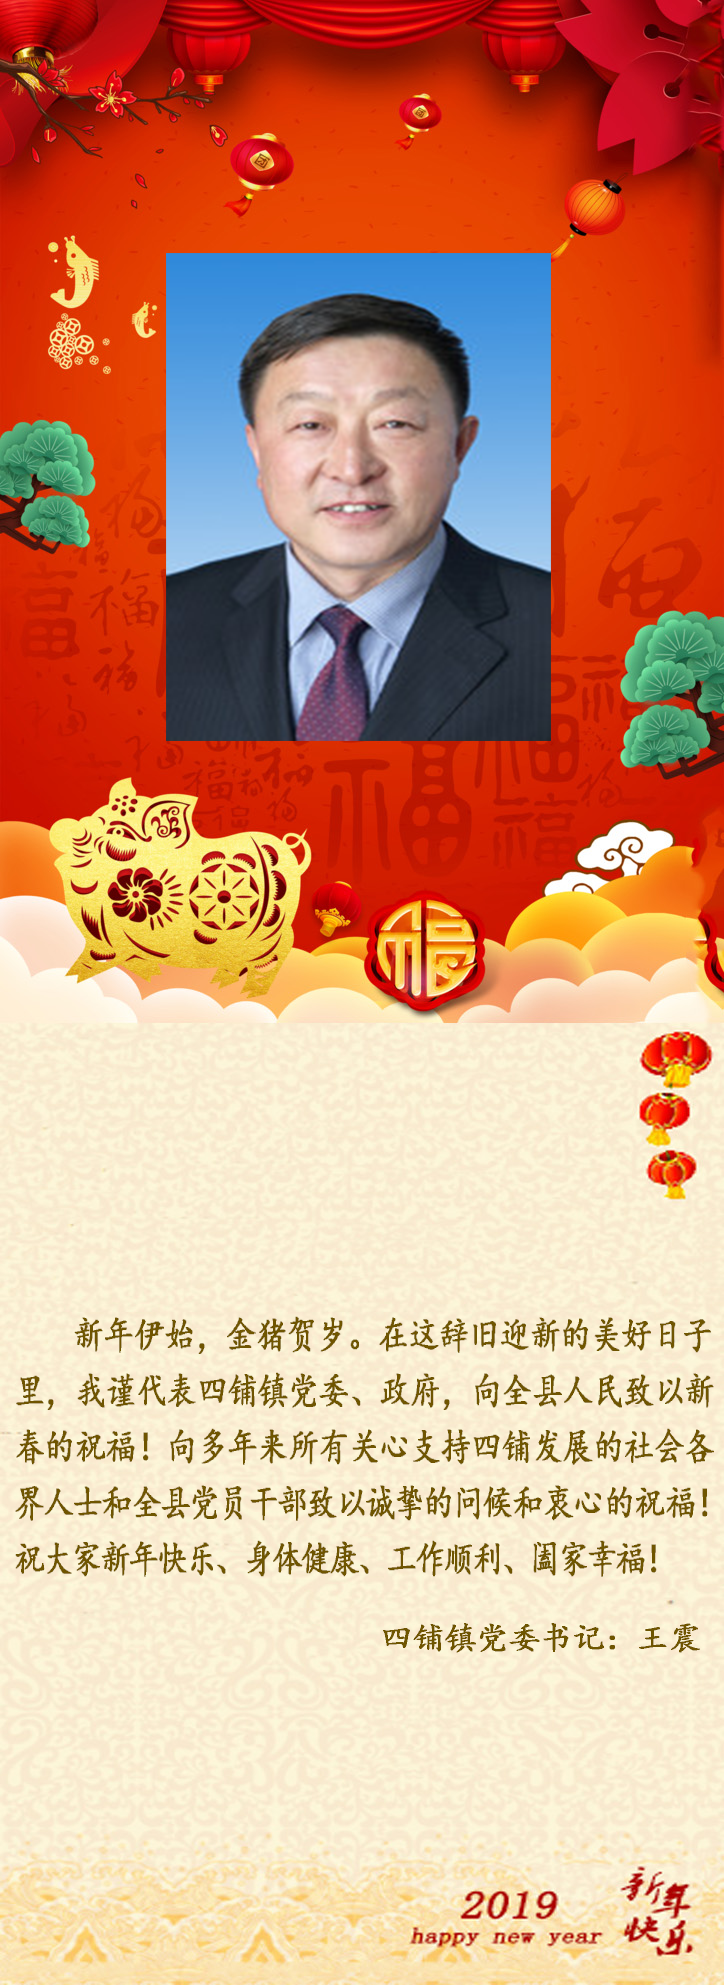 福
新年伊始，金猪贺岁。在这辞旧迎新的美好日子
里，我谨代表四铺镇党委、政府，向全县人民致以新
春的祝福！向多年来所有关心支持四铺发展的社会各
界人士和全县党员干部致以诚挚的问候和衷心的祝福！
祝大家新年快乐、身体健康、工作顺利、阖家幸福！
四铺镇党委书记：王震
2019
happy new year
新年
快乐